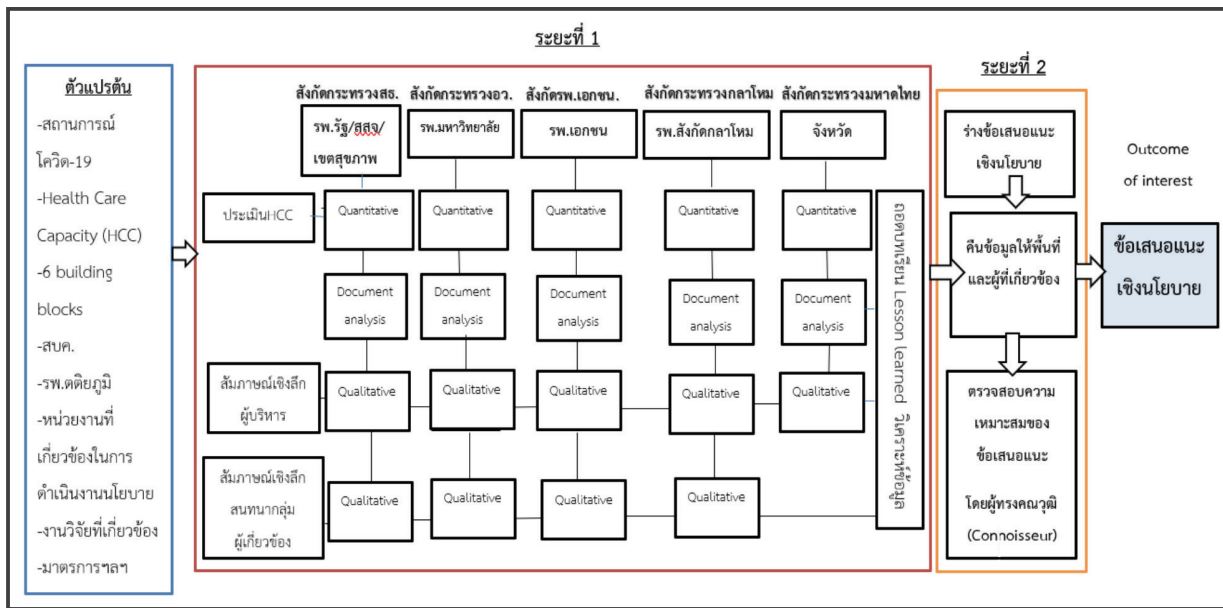 ระยะที่ 1
ระยะที่ 2
ตัวแปรต้น
-สถานการณ์
โควิด-19
-Health Care
Capacity (HCC)
-6 building
blocks
-สบค.
-รพ.ตติยภูมิ
-หน่วยงานที่
เกี่ยวข้องในการ
ดำเนินงานนโยบาย
-งานวิจัยที่เกี่ยวข้อง
-มาตรการฯลฯ
สังกัดกระทรวงสธ.
สังกัดกระทรวงอว.
สังกัดรพ.เอกชน.
สังกัดกระทรวงกลาโหม
สังกัดกระทรวงมหาดไทย
รพ.รัฐ/สสจ/
เขตสุขภาพ
รพ.มหาวิทยาลัย
รพ.เอกชน
รพ.สังกัดกลาโหม
จังหวัด
ประเมินHCC
Quantitative
Quantitative
Quantitative
Quantitative
Quantitative
Document
analysis
Document
analysis
Document
analysis
Document
analysis
Document
analysis
สัมภาษณ์เชิงลึก
ผู้บริหาร
Qualitative
Qualitative
Qualitative
Qualitative
Qualitative
สัมภาษณ์เชิงลึก
สนทนากลุ่ม
ผู้เกี่ยวข้อง
Qualitative
Qualitative
Qualitative
Qualitative
ถอดบทเรียน Lesson learned วิเคราะห์ข้อมูล
ร่างข้อเสนอแนะ
เชิงนโยบาย
คืนข้อมูลให้พื้นที่
และผู้ที่เกี่ยวข้อง
ตรวจสอบความ
เหมาะสมของ
ข้อเสนอแนะ
โดยผู้ทรงคณวุฒิ
(Connoisseur)
Outcome
of interest
ข้อเสนอแนะ
เชิงนโยบาย